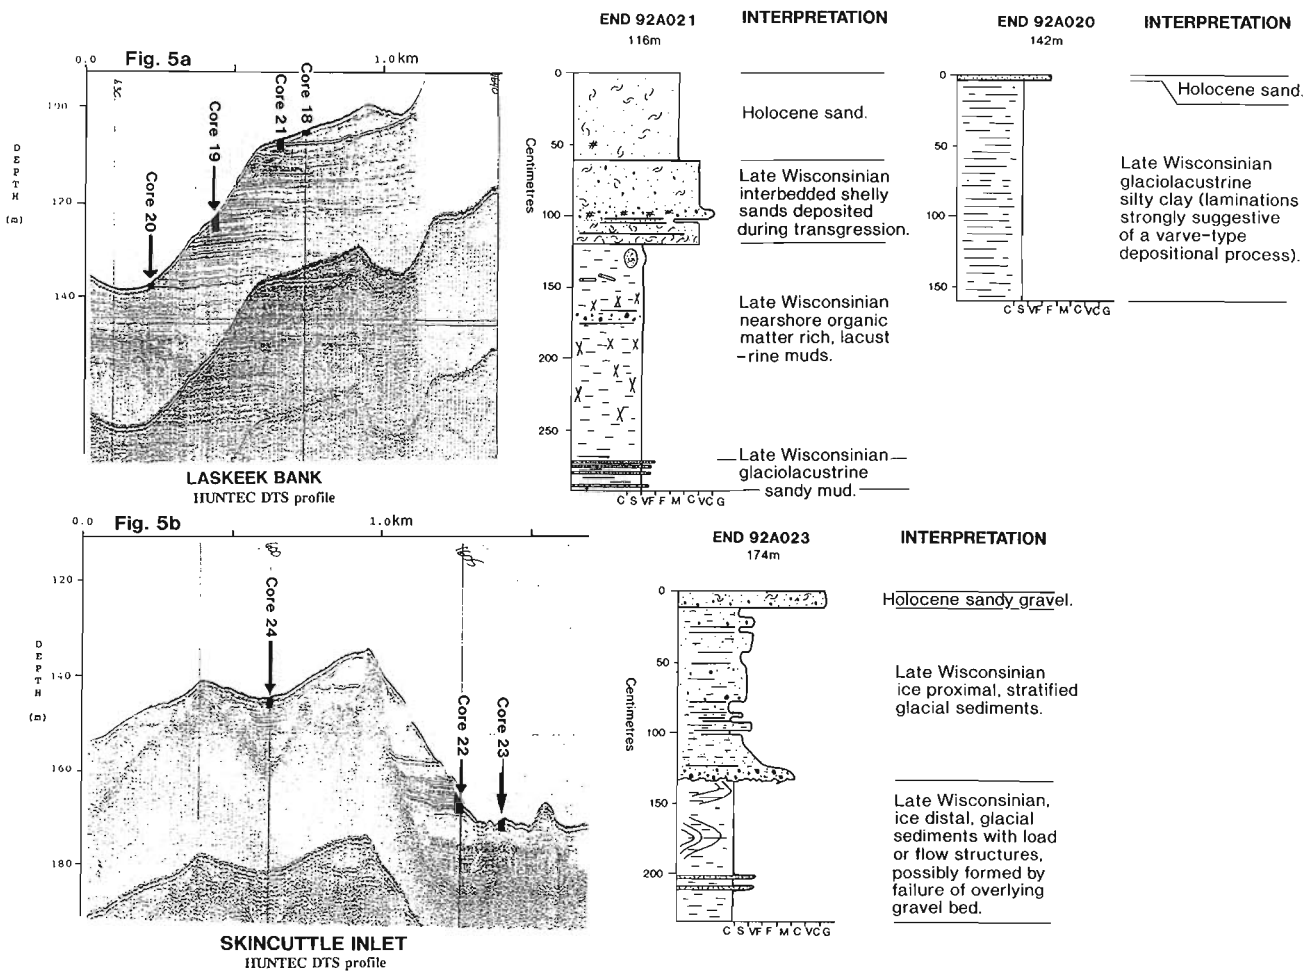 Fig. 5a
0.0
1.0km
DEPTH
(m)
100
120
140
Core 20
Core 19
Core 21
Core 18
LASKEEK BANK
HUNTEC DTS profile
END 92A021
116m
INTERPRETATION
Centimetres
0
50
100
150
200
250
C S VF F M C VC G
Holocene sand.
Late Wisconsinian
interbedded shelly
sands deposited
during transgression.
Late Wisconsinian
nearshore organic
matter rich, lacust
-rine muds.
Late Wisconsinian
glaciolacustrine
sandy mud.
END 92A020
142m
INTERPRETATION
0
50
100
150
C S VF F M C VC G
Holocene sand.
Late Wisconsinian
glaciolacustrine
silty clay (laminations
strongly suggestive
of a varve-type
depositional process).
Fig. 5b
0.0
1.0km
DEPTH
(m)
120
140
160
180
Core 24
Core 22
Core 23
SKINCUTTLE INLET
HUNTEC DTS profile
END 92A023
174m
INTERPRETATION
Centimetres
0
50
100
150
200
C S VF F M C VC G
Holocene sandy gravel.
Late Wisconsinian
ice proximal, stratified
glacial sediments.
Late Wisconsinian,
ice distal, glacial
sediments with load
or flow structures,
possibly formed by
failure of overlying
gravel bed.